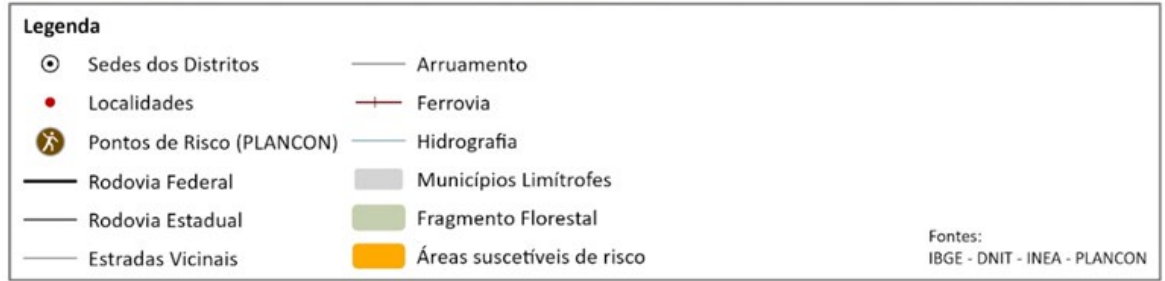 Legenda
Sedes dos Distritos
Localidades
Pontos de Risco (PLANCON)
Rodovia Federal
Rodovia Estadual
Estradas Vicinais
Arruamento
Ferrovia
Hidrografia
Municípios Limítrofes
Fragmento Florestal
Áreas suscetíveis de risco
Fontes:
IBGE - DNIT - INEA - PLANCON